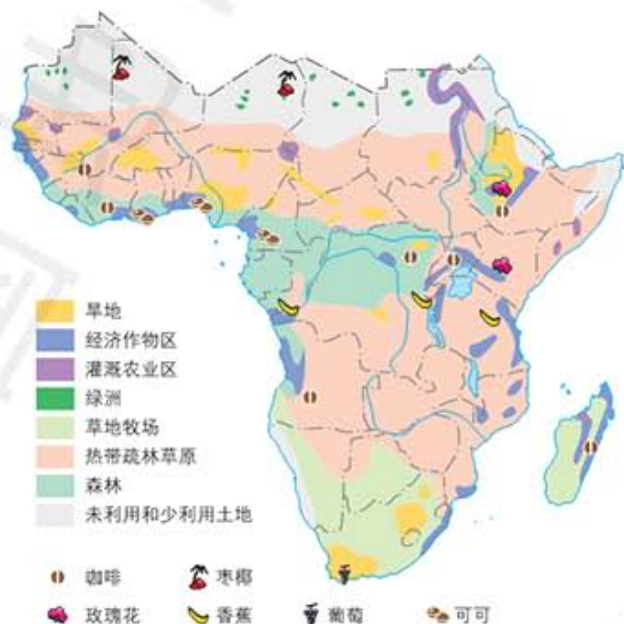 旱地
经济作物区
灌溉农业区
绿洲
草地牧场
热带疏林草原
森林
未利用和少利用土地
咖啡 枣椰
玫瑰花 香蕉 葡萄 可可